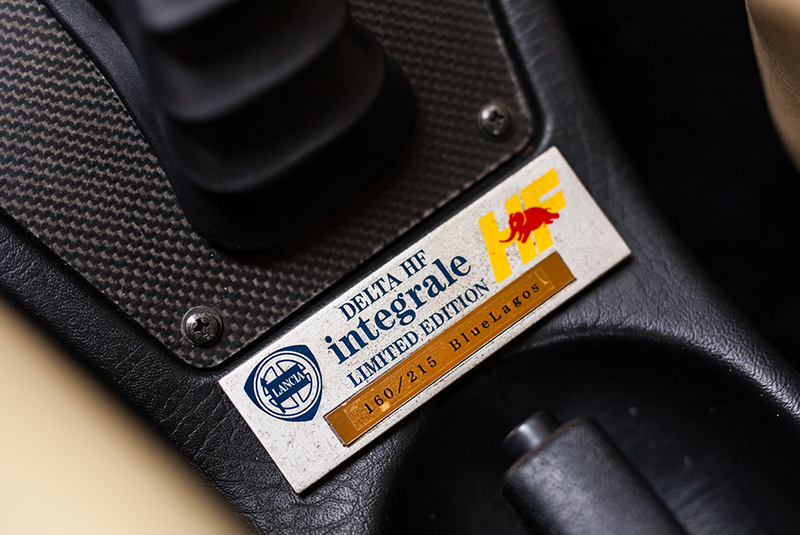 HF
DELTA HF
integrale
LIMITED EDITION
LANCIA
160/215 BlueLagos